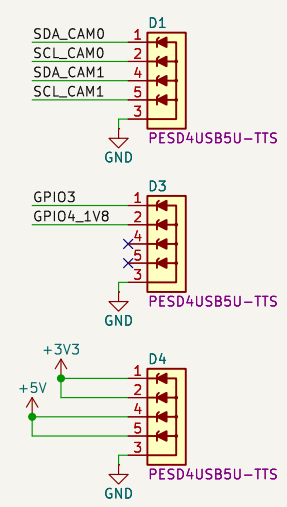 D1
SDA_CAM0 1
SCL_CAM0 2
SDA_CAM1 4
SCL_CAM1 5
3
GND
PESD4USB5U-TTS
D3
GPIO3 1
GPIO4_1V8 2
4
5
3
GND
PESD4USB5U-TTS
D4
+3V3
1
+5V
2
4
5
3
GND
PESD4USB5U-TTS